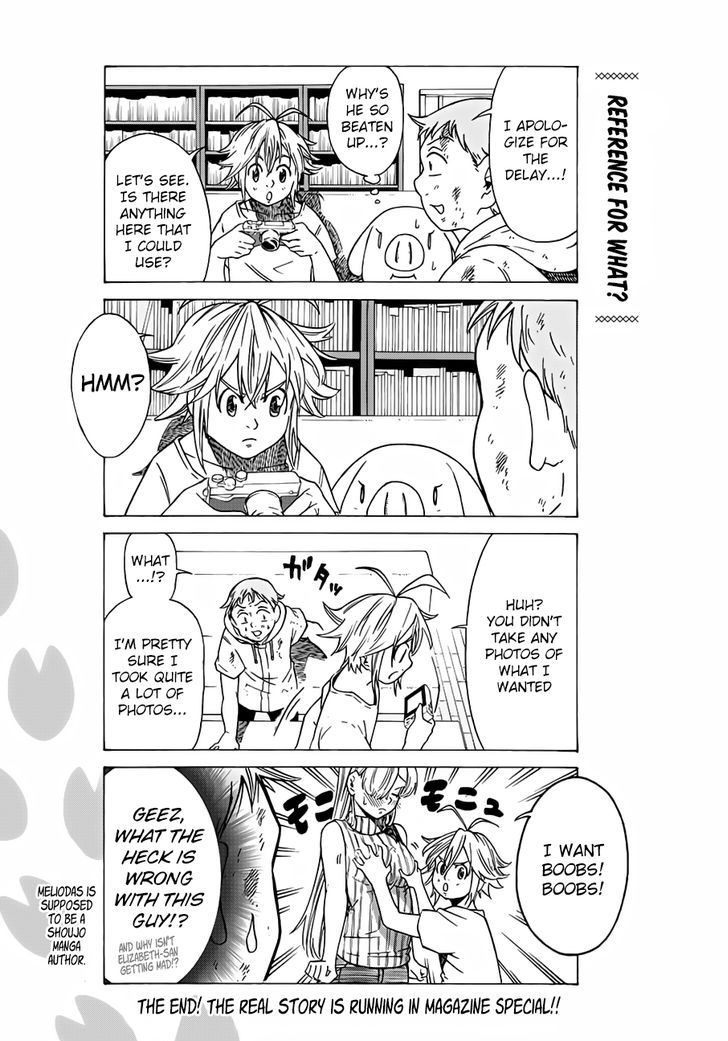 REFERENCE FOR WHAT?
I APOLO-
GIZE FOR
THE
DELAY...!
WHY'S
HE SO
BEATEN
UP...?
LET'S SEE.
IS THERE
ANYTHING
HERE THAT
I COULD
USE?
HMM?
HUH?
YOU DIDN'T
TAKE ANY
PHOTOS OF
WHAT I
WANTED
ガタッ
WHAT
...!?
I'M PRETTY
SURE I
TOOK QUITE
A LOT OF
PHOTOS...
I WANT
BOOBS!
BOOBS!
モニュ
モニュ
GEEZ,
WHAT THE
HECK IS
WRONG
WITH THIS
GUY!?
AND WHY ISN'T
ELIZABETH-SAN
GETTING MAD!?
MELIODAS IS
SUPPOSED
TO BE A
SHOUJO
MANGA
AUTHOR.
THE END! THE REAL STORY IS RUNNING IN MAGAZINE SPECIAL!!